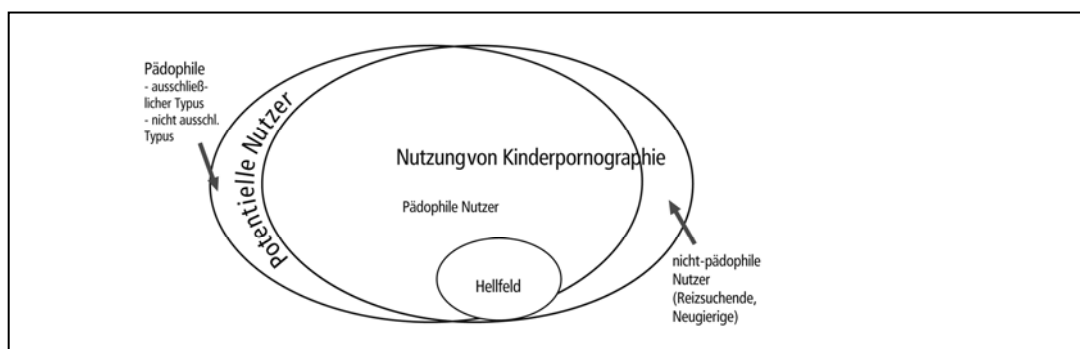 Pädophile
- ausschließ-
licher Typus
- nicht ausschl.
Typus
Potentielle Nutzer
Nutzungvon Kinderpornographie
Pädophile Nutzer
Hellfeld
nicht-pädophile
Nutzer
(Reizsuchende,
Neugierige)